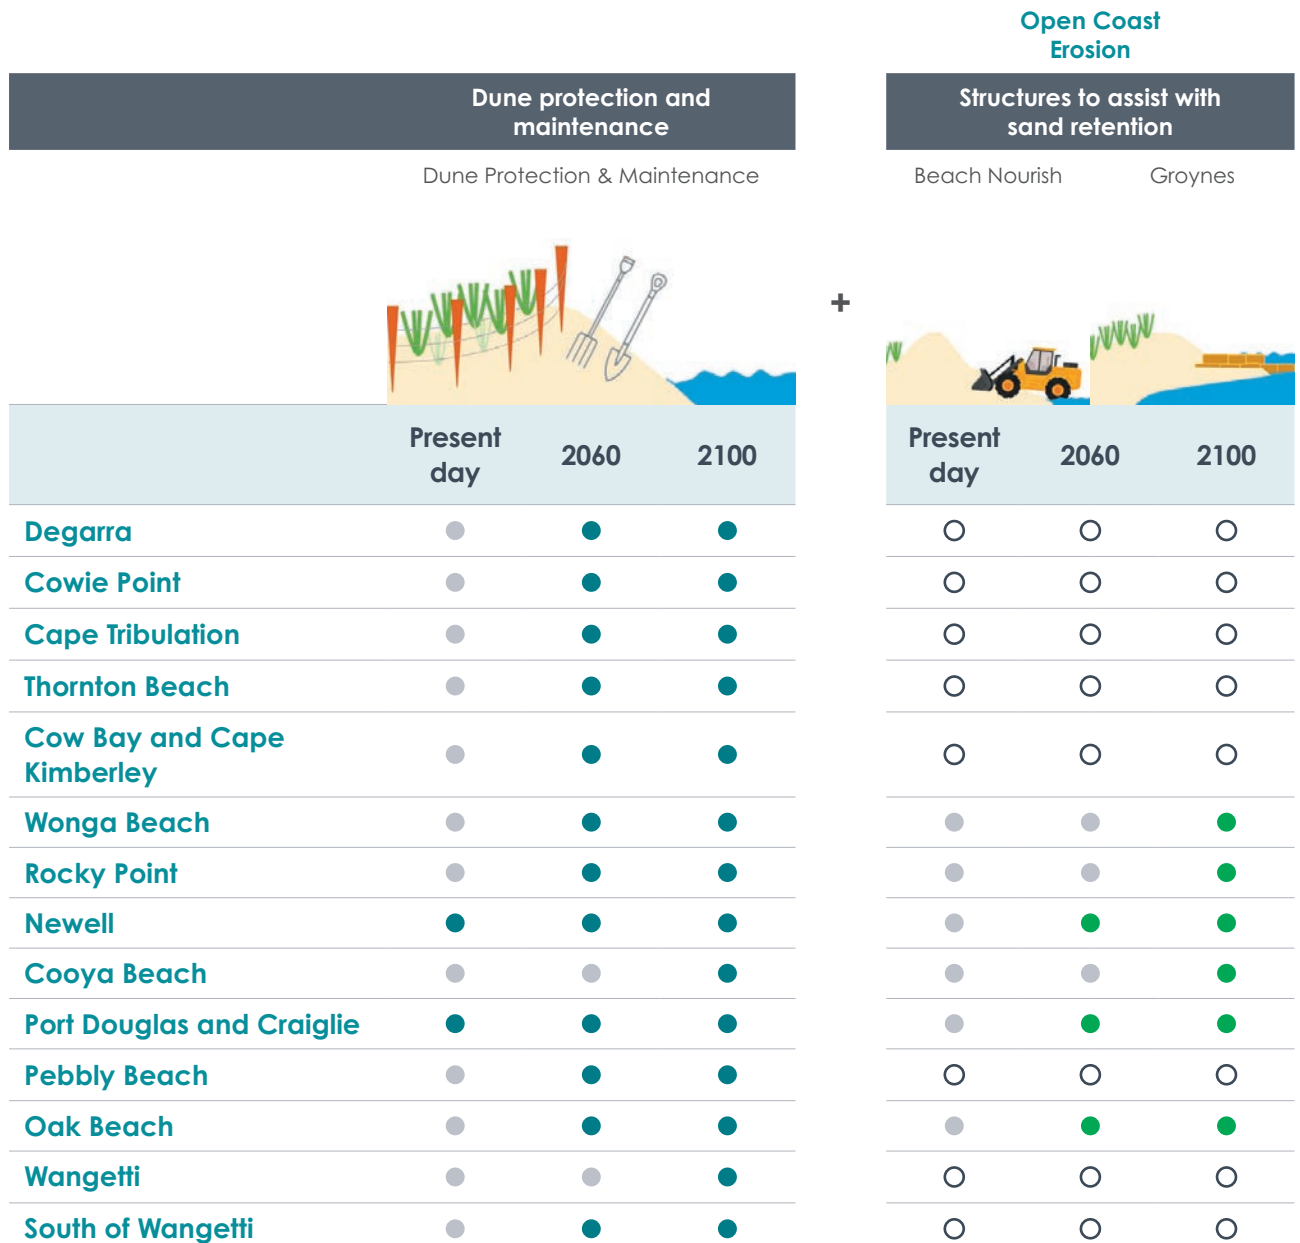 Open Coast
Erosion
Dune protection and
maintenance
Structures to assist with
sand retention
Dune Protection & Maintenance
Beach Nourish
Groynes
+
Present
day
2060
2100
Present
day
2060
2100
Degarra
Cowie Point
Cape Tribulation
Thornton Beach
Cow Bay and Cape
Kimberley
Wonga Beach
Rocky Point
Newell
Cooya Beach
Port Douglas and Craiglie
Pebbly Beach
Oak Beach
Wangetti
South of Wangetti